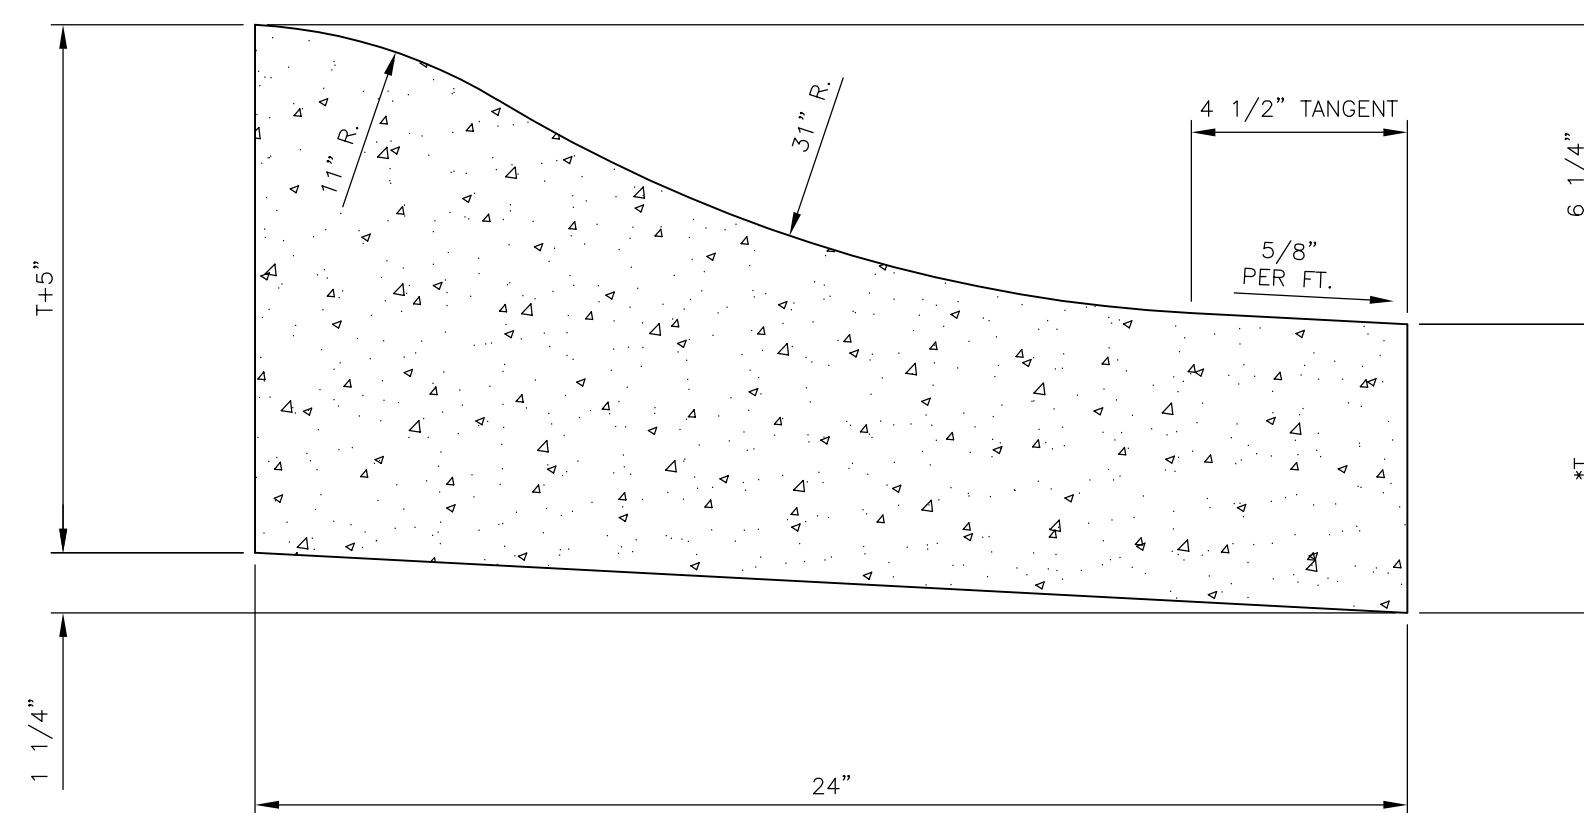 4 1/2” TANGENT
11” R.
31” R.
6 1/4”
5/8”
PER FT.
T+5”
*T
1 1/4”
24”